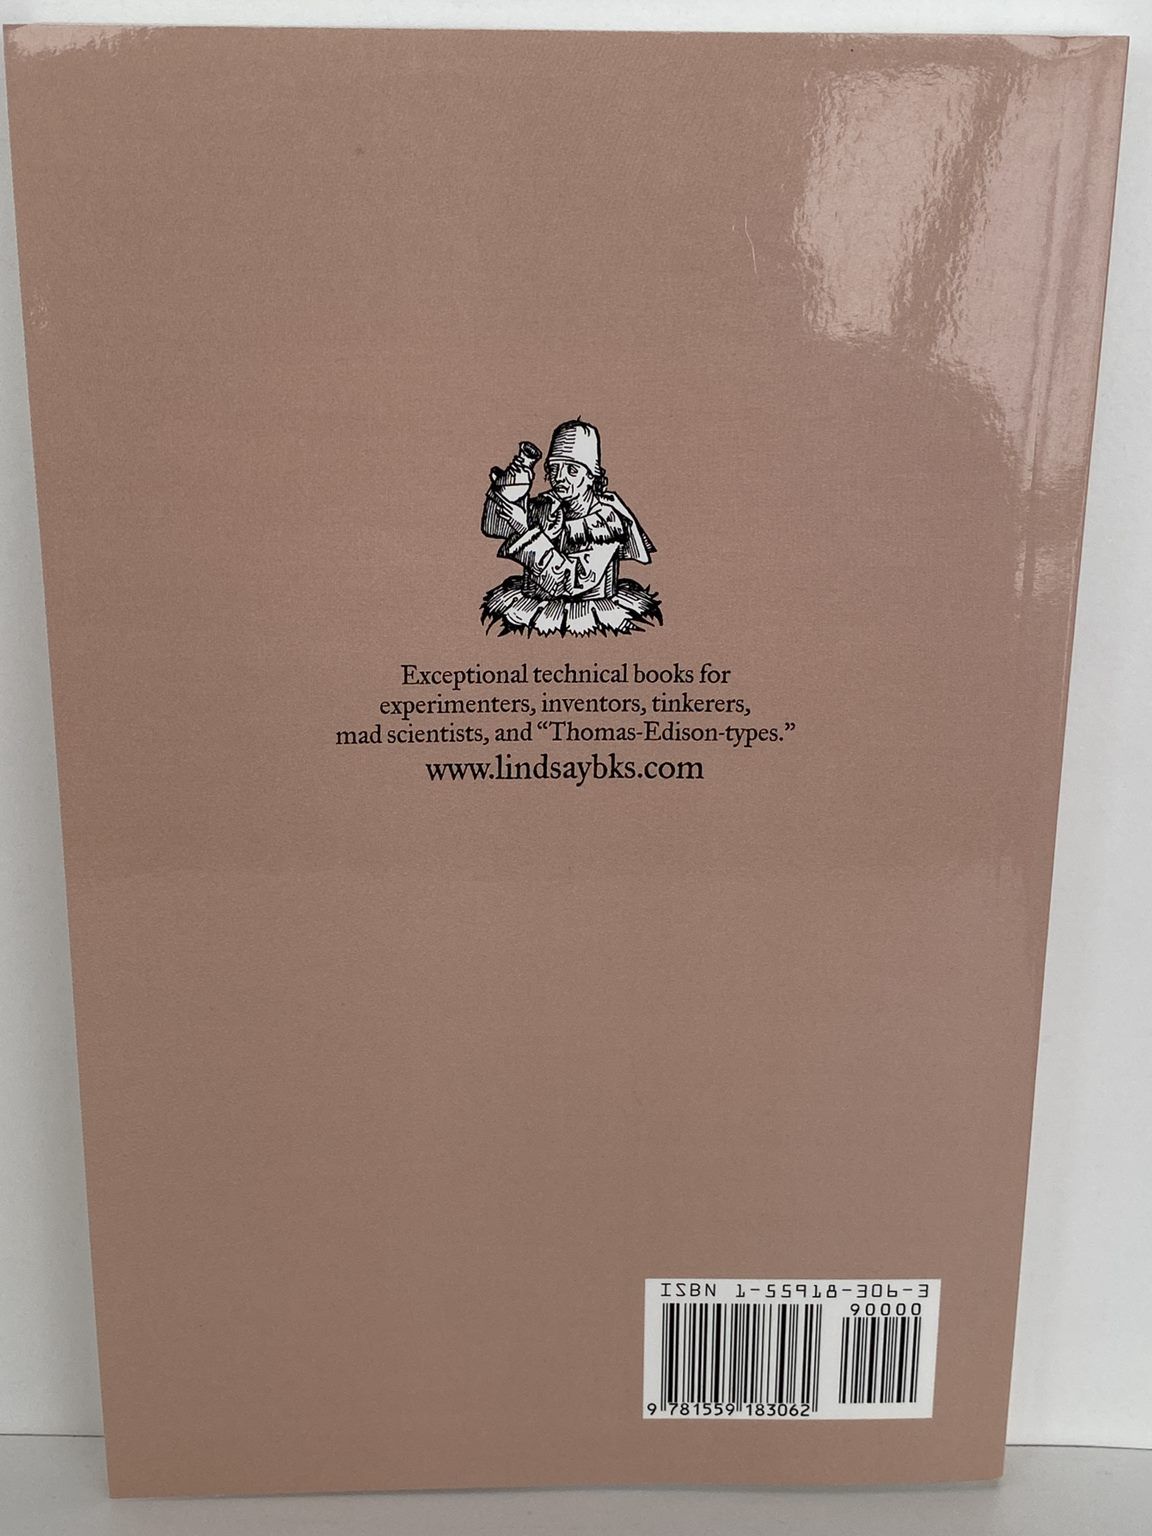 Exceptional technical books for
experimenters, inventors, tinkerers,
mad scientists, and “Thomas-Edison-types.”
www.lindsaybks.com
ISBN 1-55918-306-3
90000
9 781559 183062